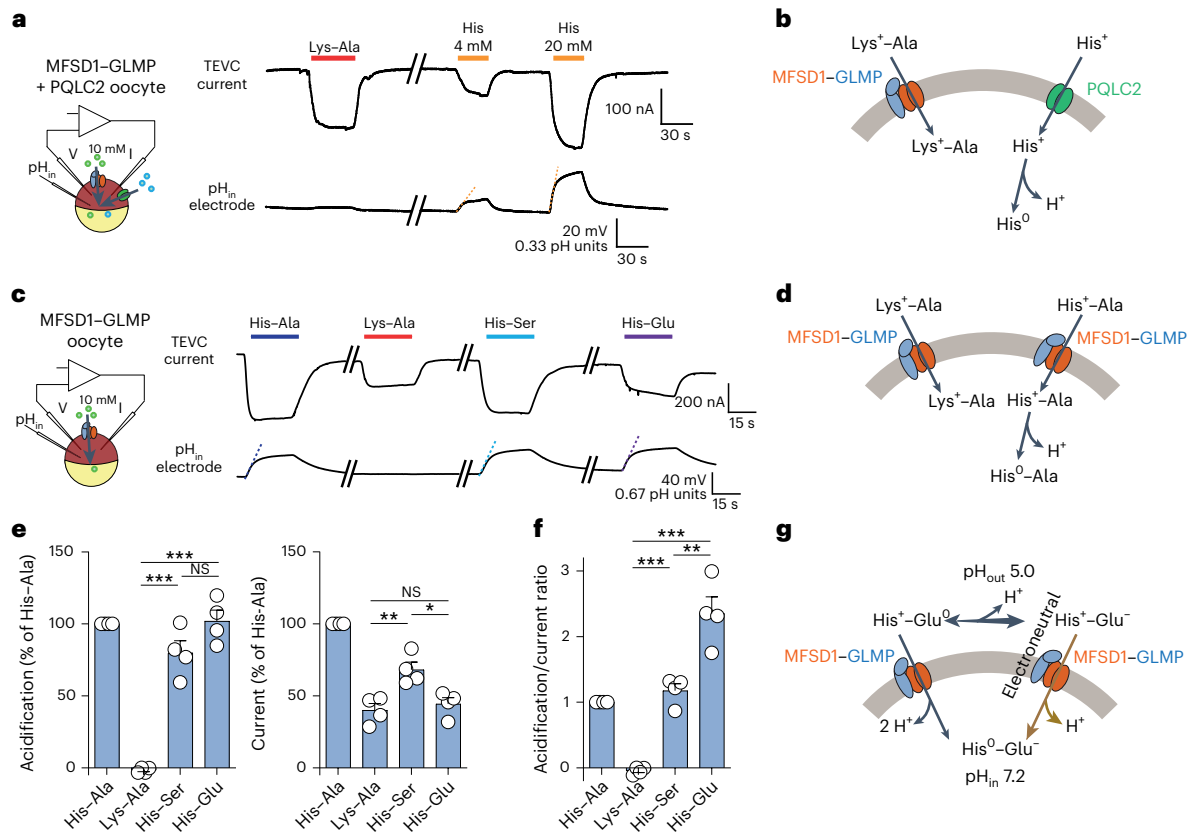 a
MFSD1–GLMP
+ PQLC2 oocyte
V
10 mM
I
pHin
TEVC
current
Lys–Ala
His
4 mM
His
20 mM
100 nA
30 s
pHin
electrode
20 mV
0.33 pH units
30 s
b
Lys⁺–Ala
His⁺
MFSD1–GLMP
PQLC2
Lys⁺–Ala
His⁺
H⁺
His⁰
c
MFSD1–GLMP
oocyte
V
10 mM
I
pHin
TEVC
current
His–Ala
Lys–Ala
His–Ser
His–Glu
200 nA
15 s
pHin
electrode
40 mV
0.67 pH units
15 s
d
Lys⁺–Ala
His⁺–Ala
MFSD1–GLMP
MFSD1–GLMP
Lys⁺–Ala
His⁺–Ala
H⁺
His⁰–Ala
e
Acidification (% of His–Ala)
150
100
50
0
***
***
NS
His–Ala
Lys–Ala
His–Ser
His–Glu
Current (% of His-Ala)
150
100
50
0
NS
**
*
His–Ala
Lys–Ala
His–Ser
His–Glu
f
Acidification/current ratio
3
2
1
0
***
**
***
His–Ala
Lys–Ala
His–Ser
His–Glu
g
pHout 5.0
H⁺
His⁺–Glu⁰
His⁺–Glu⁻
Electroneutral
MFSD1–GLMP
MFSD1–GLMP
2 H⁺
H⁺
His⁰–Glu⁻
pHin 7.2